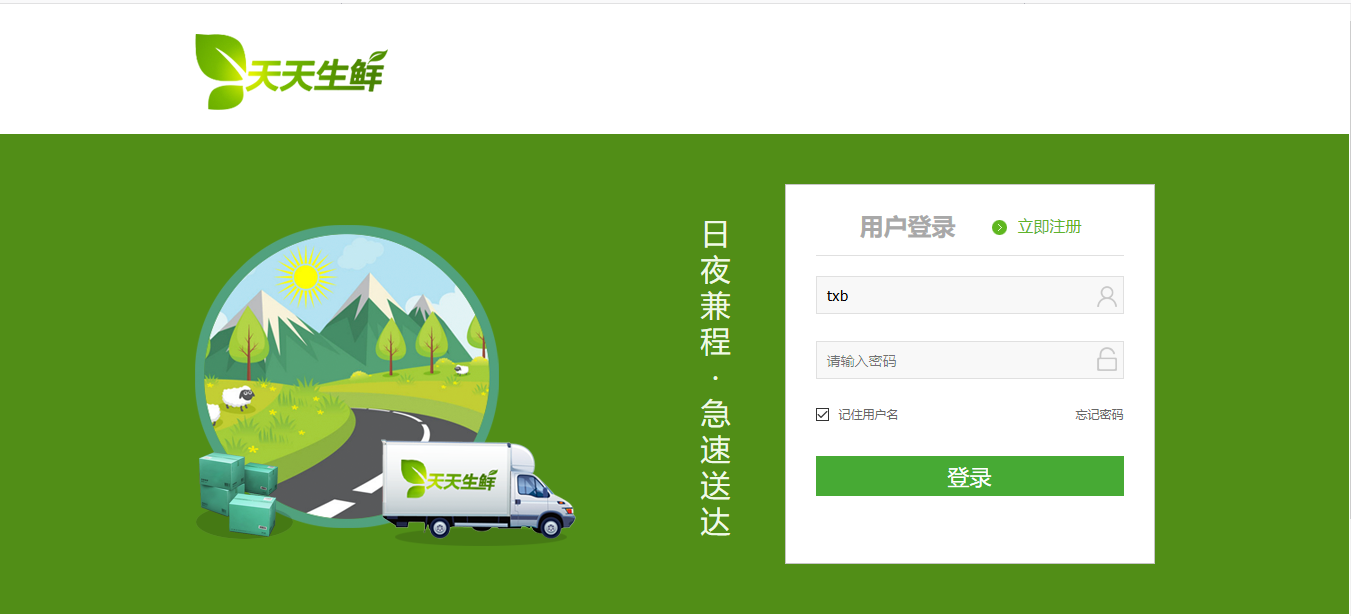 天天生鲜
日夜兼程·急速送达
用户登录
立即注册
txb
请输入密码
记住用户名
忘记密码
登录
天天生鲜